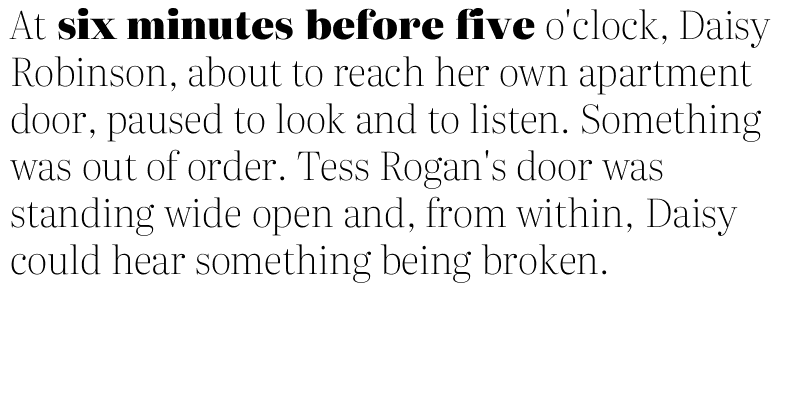 At six minutes before five o'clock, Daisy
Robinson, about to reach her own apartment
door, paused to look and to listen. Something
was out of order. Tess Rogan's door was
standing wide open and, from within, Daisy
could hear something being broken.